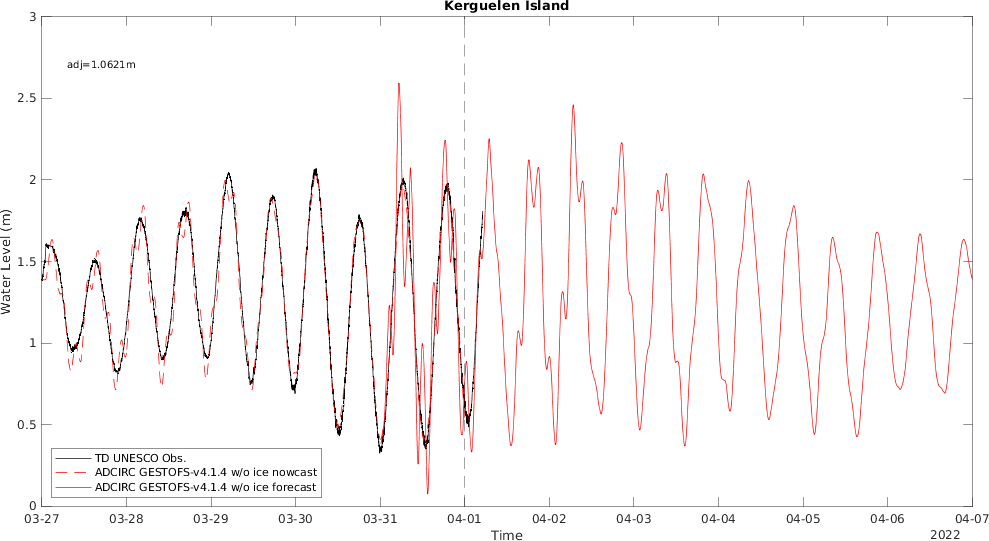 Kerguelen Island
adj=1.0621m
Water Level (m)
3
2.5
2
1.5
1
0.5
0
TD UNESCO Obs.
ADCIRC GESTOFS-v4.1.4 w/o ice nowcast
ADCIRC GESTOFS-v4.1.4 w/o ice forecast
03-27 03-28 03-29 03-30 03-31 04-01 04-02 04-03 04-04 04-05 04-06 04-07
Time
2022